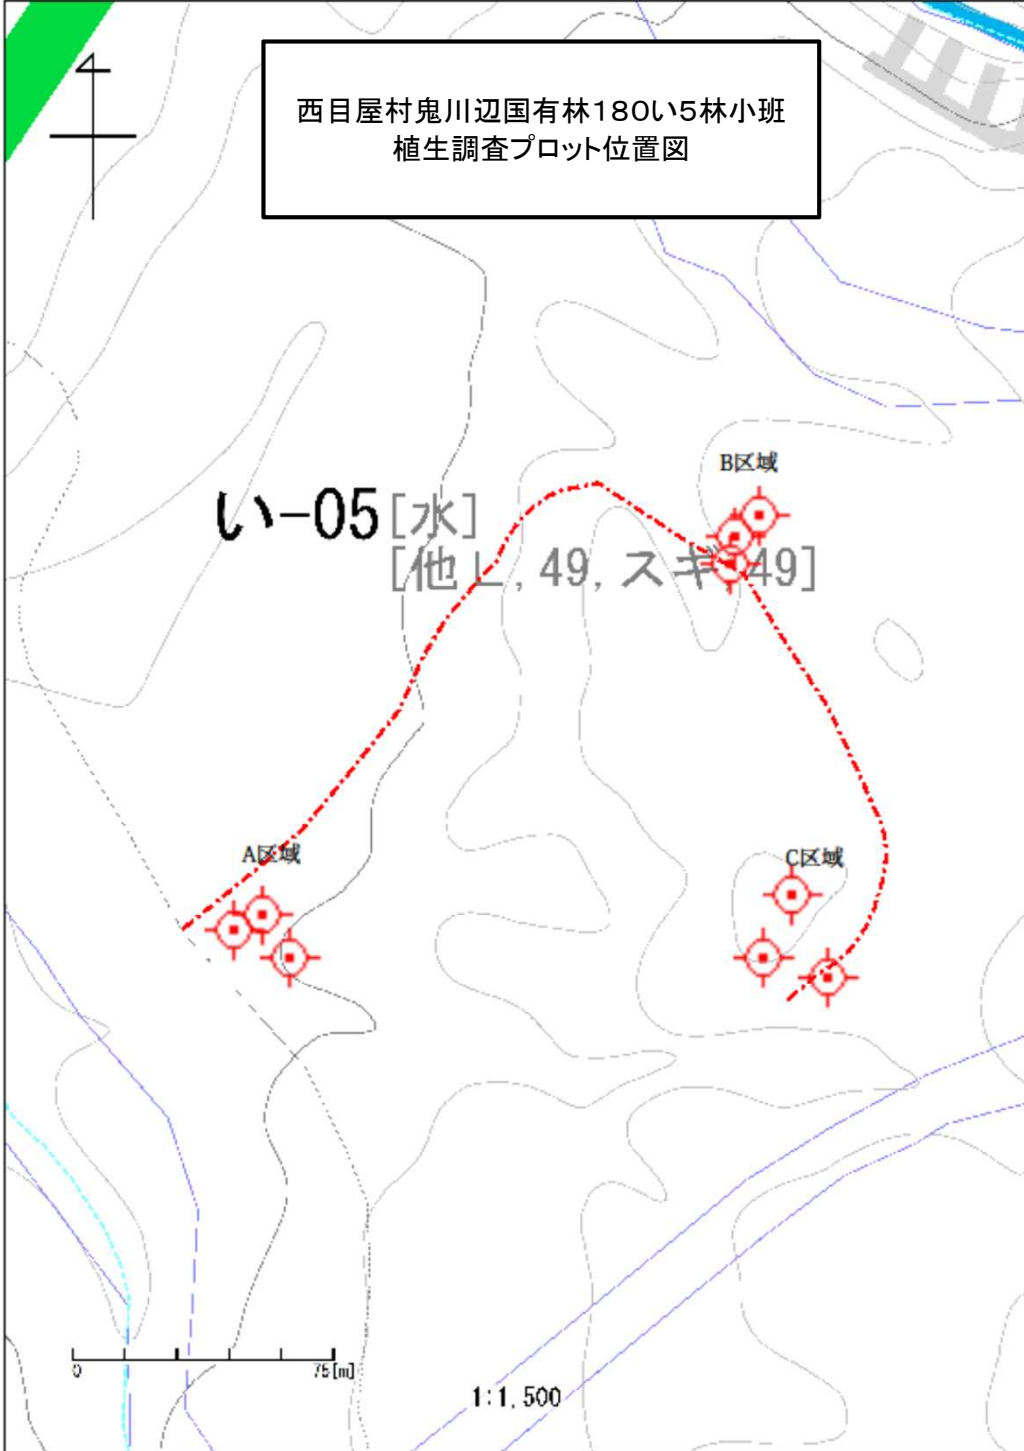 西目屋村鬼川辺国有林180い5林小班
植生調査プロット位置図
B区域
い-05[水]
[他L, 49, スギ, 49]
A区域
C区域
0 75[m]
1:1,500